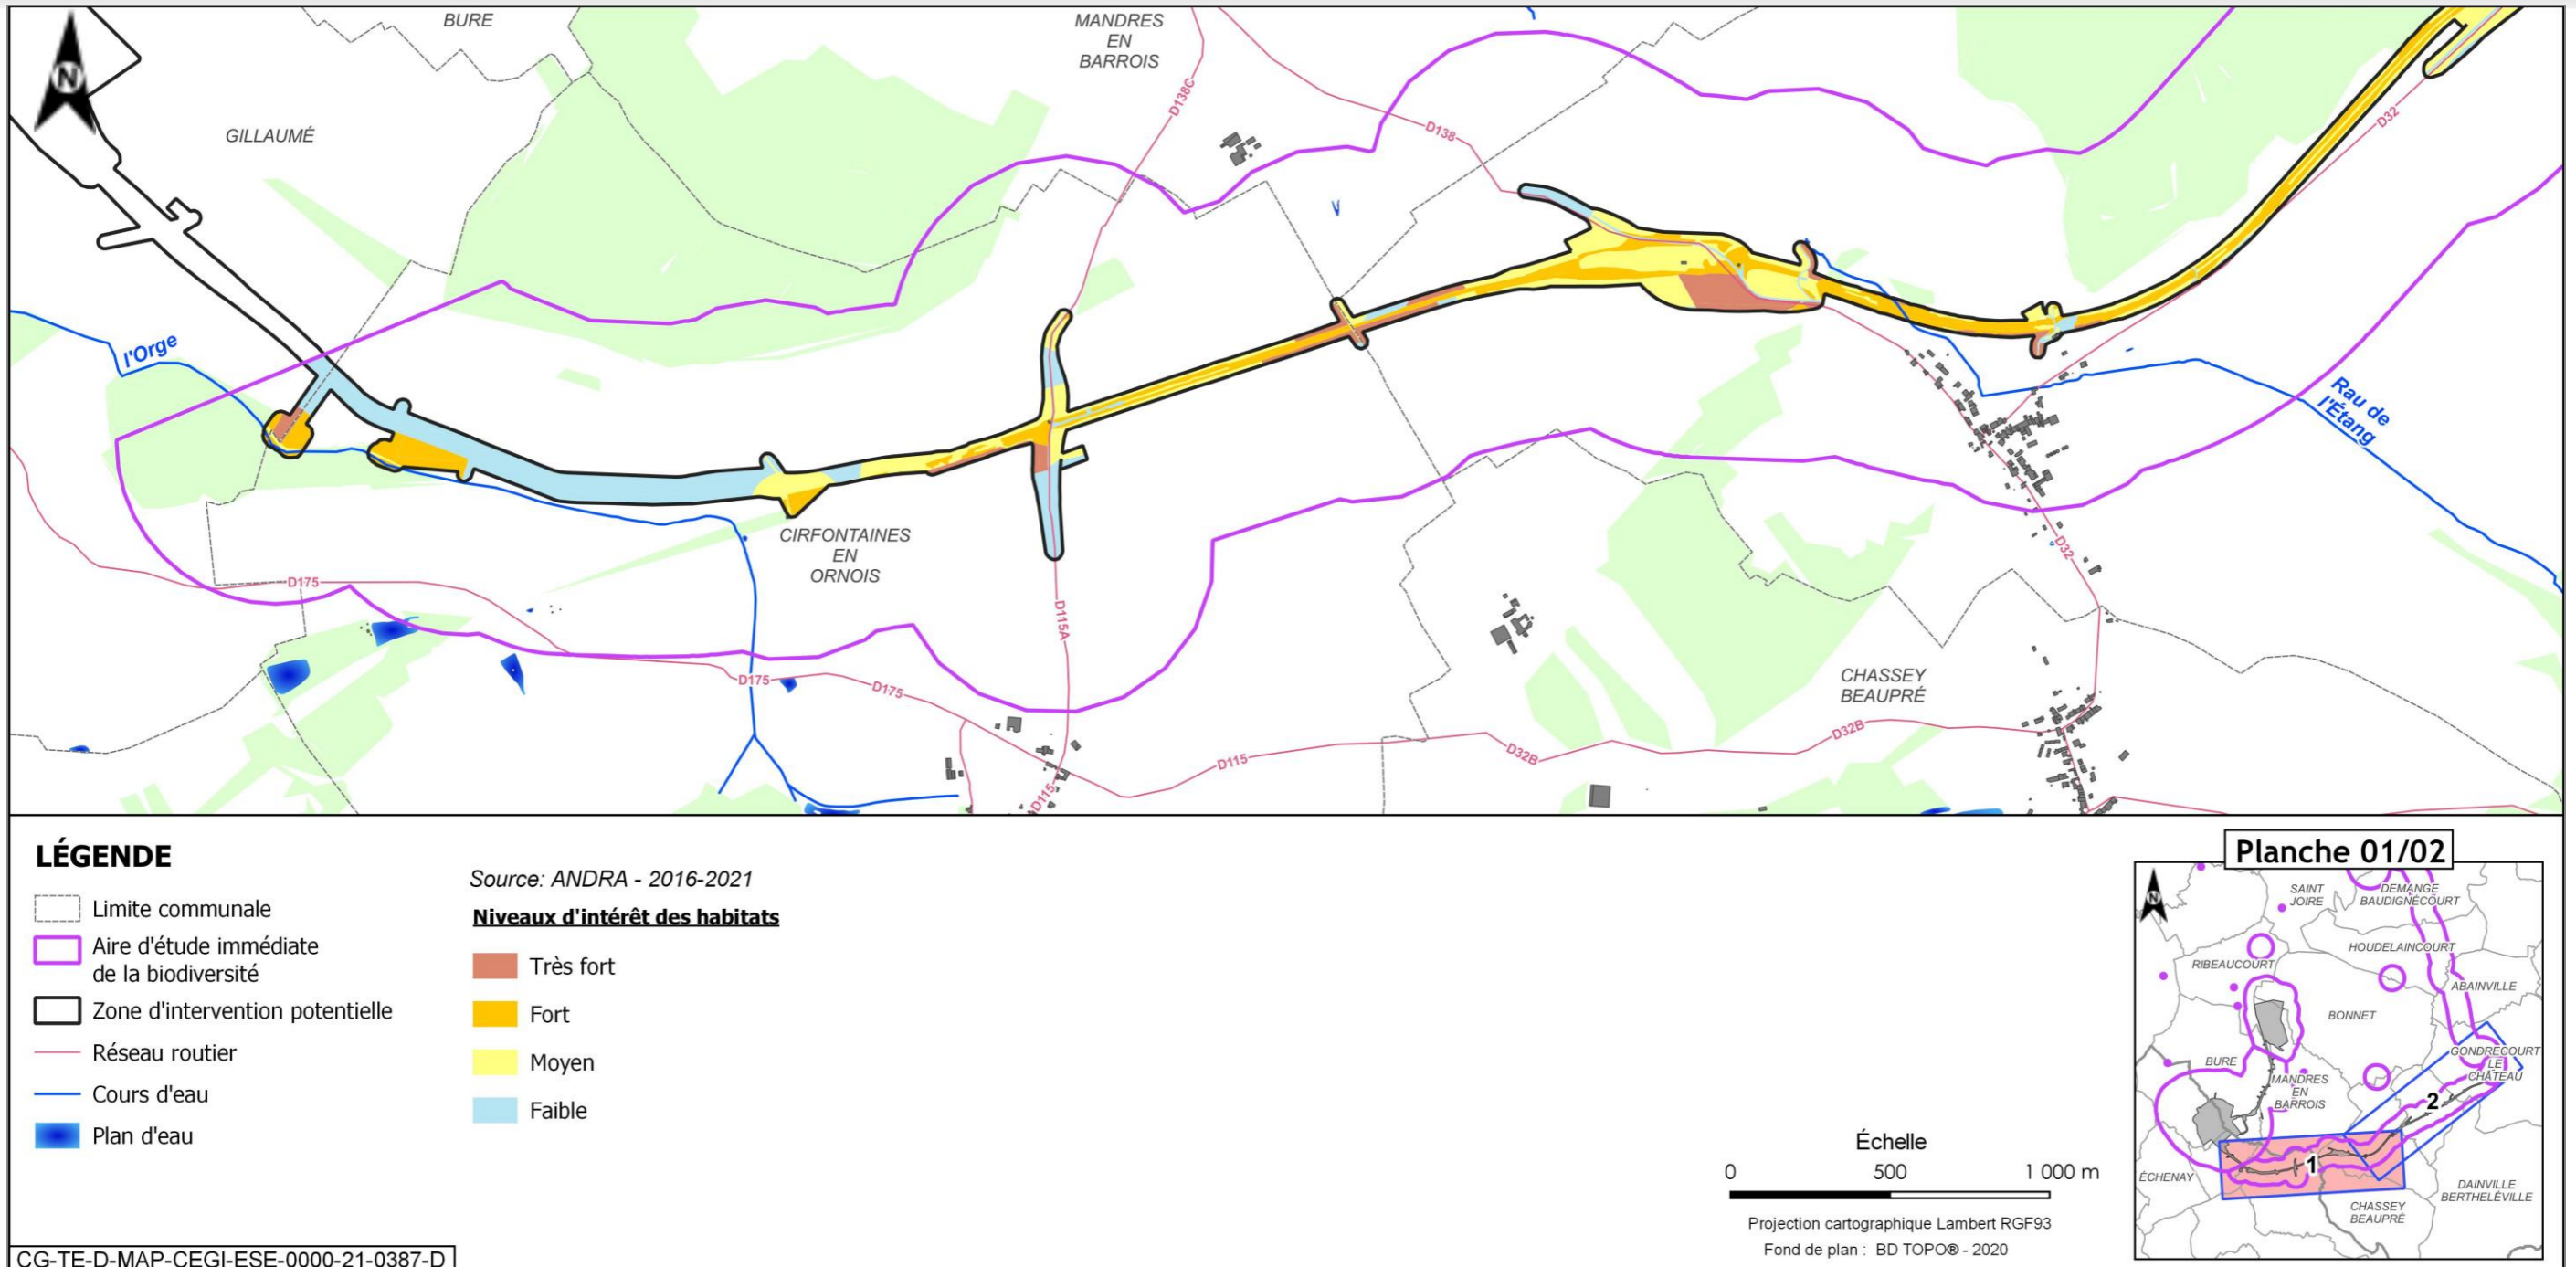 N
BURE
MANDRES
EN
BARROIS
GILLAUMÉ
D138C
D138
D32
l'Orge
Rau de
l'Étang
CIRFONTAINES
EN
ORNOIS
D175
D115A
D32
D175
D175
CHASSEY
BEAUPRÉ
D115
D32B
D32B
D115
LÉGENDE
Limite communale
Aire d'étude immédiate
de la biodiversité
Zone d'intervention potentielle
Réseau routier
Cours d'eau
Plan d'eau
Source: ANDRA - 2016-2021
Niveaux d'intérêt des habitats
Très fort
Fort
Moyen
Faible
Échelle
0 500 1 000 m
Projection cartographique Lambert RGF93
Fond de plan : BD TOPO® - 2020
Planche 01/02
N
SAINT
JOIRE
DEMANGE
BAUDIGNÉCOURT
HOUDELAINCOURT
RIBEAUCOURT
ABAINVILLE
BONNET
GONDRECOURT
LE
CHÂTEAU
BURE
MANDRES
EN
BARROIS
2
1
ÉCHENAY
DAINVILLE
BERTHELÉVILLE
CHASSEY
BEAUPRÉ
CG-TE-D-MAP-CEGI-ESE-0000-21-0387-D